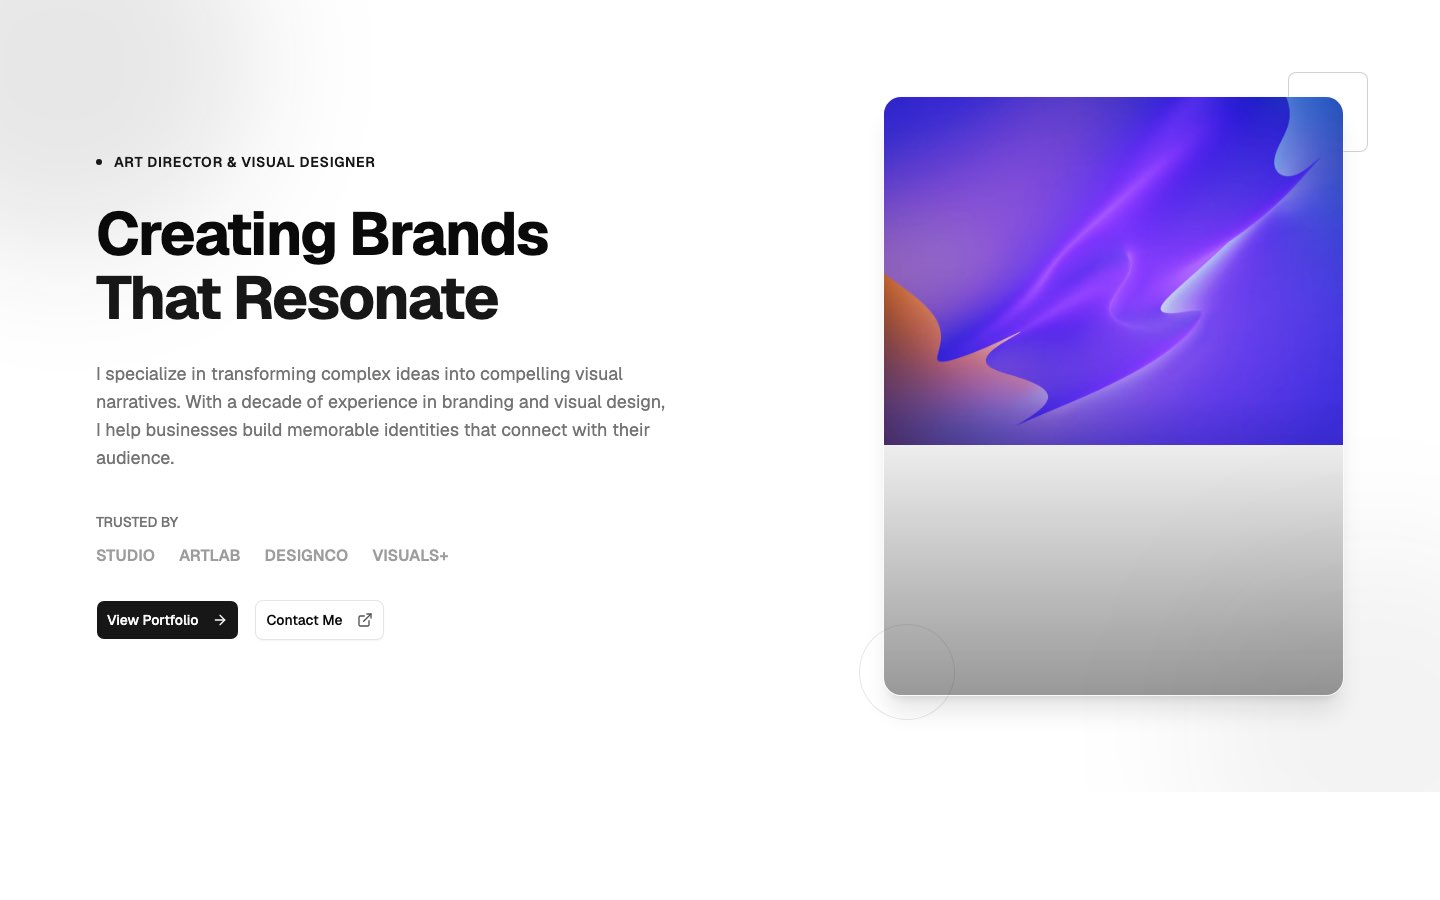 ART DIRECTOR & VISUAL DESIGNER
Creating Brands
That Resonate
I specialize in transforming complex ideas into compelling visual
narratives. With a decade of experience in branding and visual design,
I help businesses build memorable identities that connect with their
audience.
TRUSTED BY
STUDIO ARTLAB DESIGNCO VISUALS+
View Portfolio Contact Me